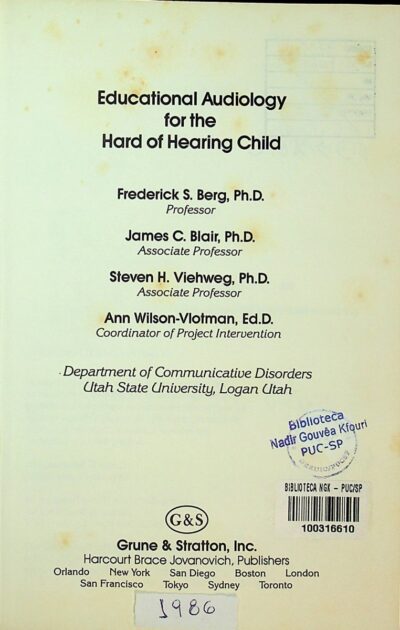 Educational Audiology
for the
Hard of Hearing Child
Frederick S. Berg, Ph.D.
Professor
James C. Blair, Ph.D.
Associate Professor
Steven H. Viehweg, Ph.D.
Associate Professor
Ann Wilson-Vlotman, Ed.D.
Coordinator of Project Intervention
Department of Communicative Disorders
Utah State University, Logan Utah
Biblioteca
Nadir Gouvêa Kfouri
PUC-SP
BIBLIOTECA NGK - PUC/SP
100316610
G&S
Grune & Stratton, Inc.
Harcourt Brace Jovanovich, Publishers
Orlando New York San Diego Boston London
San Francisco Tokyo Sydney Toronto
1986